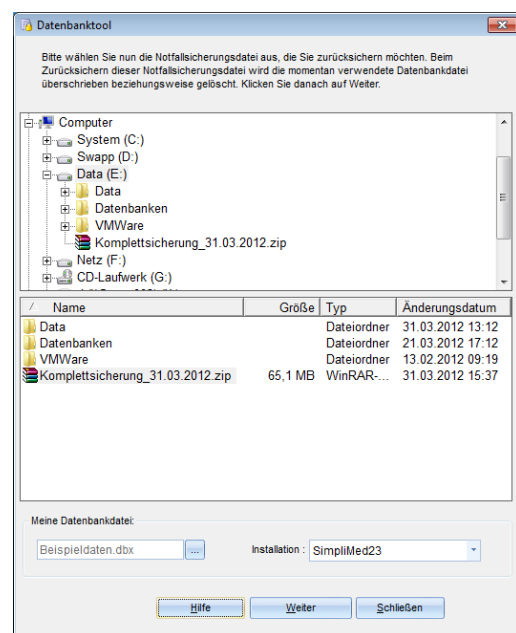 Datenbanktool
Bitte wählen Sie nun die Notfallsicherungsdatei aus, die Sie zurücksichern möchten. Beim
Zurücksichern dieser Notfallsicherungsdatei wird die momentan verwendete Datenbankdatei
überschrieben beziehungsweise gelöscht. Klicken Sie danach auf Weiter.
Computer
System (C:)
Swapp (D:)
Data (E:)
Data
Datenbanken
VMWare
Komplettsicherung_31.03.2012.zip
Netz (F:)
CD-Laufwerk (G:)
Name Größe Typ Änderungsdatum
Data Dateiordner 31.03.2012 13:12
Datenbanken Dateiordner 21.03.2012 17:12
VMWare Dateiordner 13.02.2012 09:19
Komplettsicherung_31.03.2012.zip 65,1 MB WinRAR-... 31.03.2012 15:37
Meine Datenbankdatei:
Beispieldaten.dbx ... Installation : SimpliMed23
Hilfe Weiter Schließen